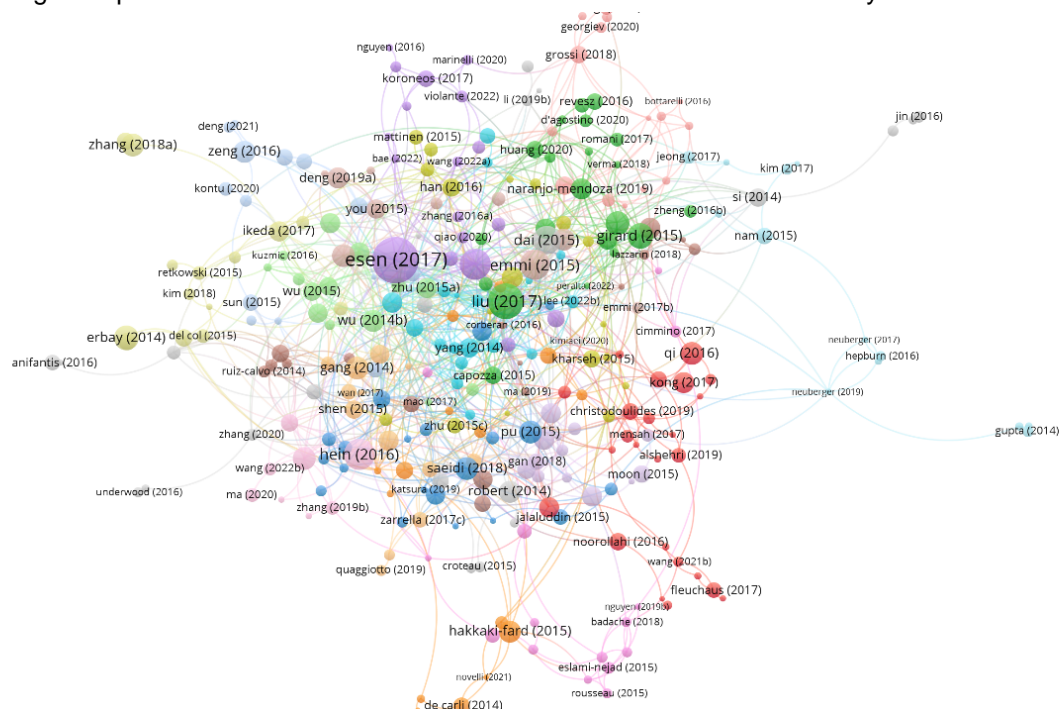 georgiev (2020)
nguyen (2016)
grossi (2018)
marinelli (2020)
koroneos (2017)
violante (2022)
li (2019b)
revesz (2016)
bottarelli (2016)
jin (2016)
d'agostino (2020)
deng (2021)
mattinen (2015)
romani (2017)
zhang (2018a)
zeng (2016)
huang (2020)
bae (2022)
wang (2022a)
verma (2018)
jeong (2017)
kim (2017)
deng (2019a)
han (2016)
naranjo-mendoza (2019)
kontu (2020)
si (2014)
you (2015)
zhang (2016a)
zheng (2016b)
ikeda (2017)
qiao (2020)
dai (2015)
girard (2015)
nam (2015)
kuzmic (2016)
esen (2017)
emmi (2015)
lazzarin (2018)
retkowski (2015)
zhu (2015a)
peralta (2022)
kim (2018)
wu (2015)
sun (2015)
liu (2017)
lee (2022b)
emmi (2017b)
wu (2014b)
corberan (2016)
cimmino (2017)
erbay (2014)
del col (2015)
kimiaei (2020)
neuberger (2017)
yang (2014)
qi (2016)
hepburn (2016)
anifantis (2016)
ruiz-calvo (2014)
gang (2014)
kharseh (2015)
capozza (2015)
kong (2017)
wan (2017)
ma (2019)
neuberger (2019)
shen (2015)
mao (2017)
christodoulides (2019)
zhu (2015c)
pu (2015)
gupta (2014)
zhang (2020)
mensah (2017)
hein (2016)
alshehri (2019)
wang (2022b)
saeidi (2018)
gan (2018)
moon (2015)
underwood (2016)
ma (2020)
katsura (2019)
robert (2014)
zhang (2019b)
zarrella (2017c)
jalaluddin (2015)
noorollahi (2016)
quaggiotto (2019)
croteau (2015)
wang (2021b)
fleuchaus (2017)
nguyen (2019b)
badache (2018)
hakkaki-fard (2015)
eslami-nejad (2015)
novelli (2021)
rousseau (2015)
de carli (2014)